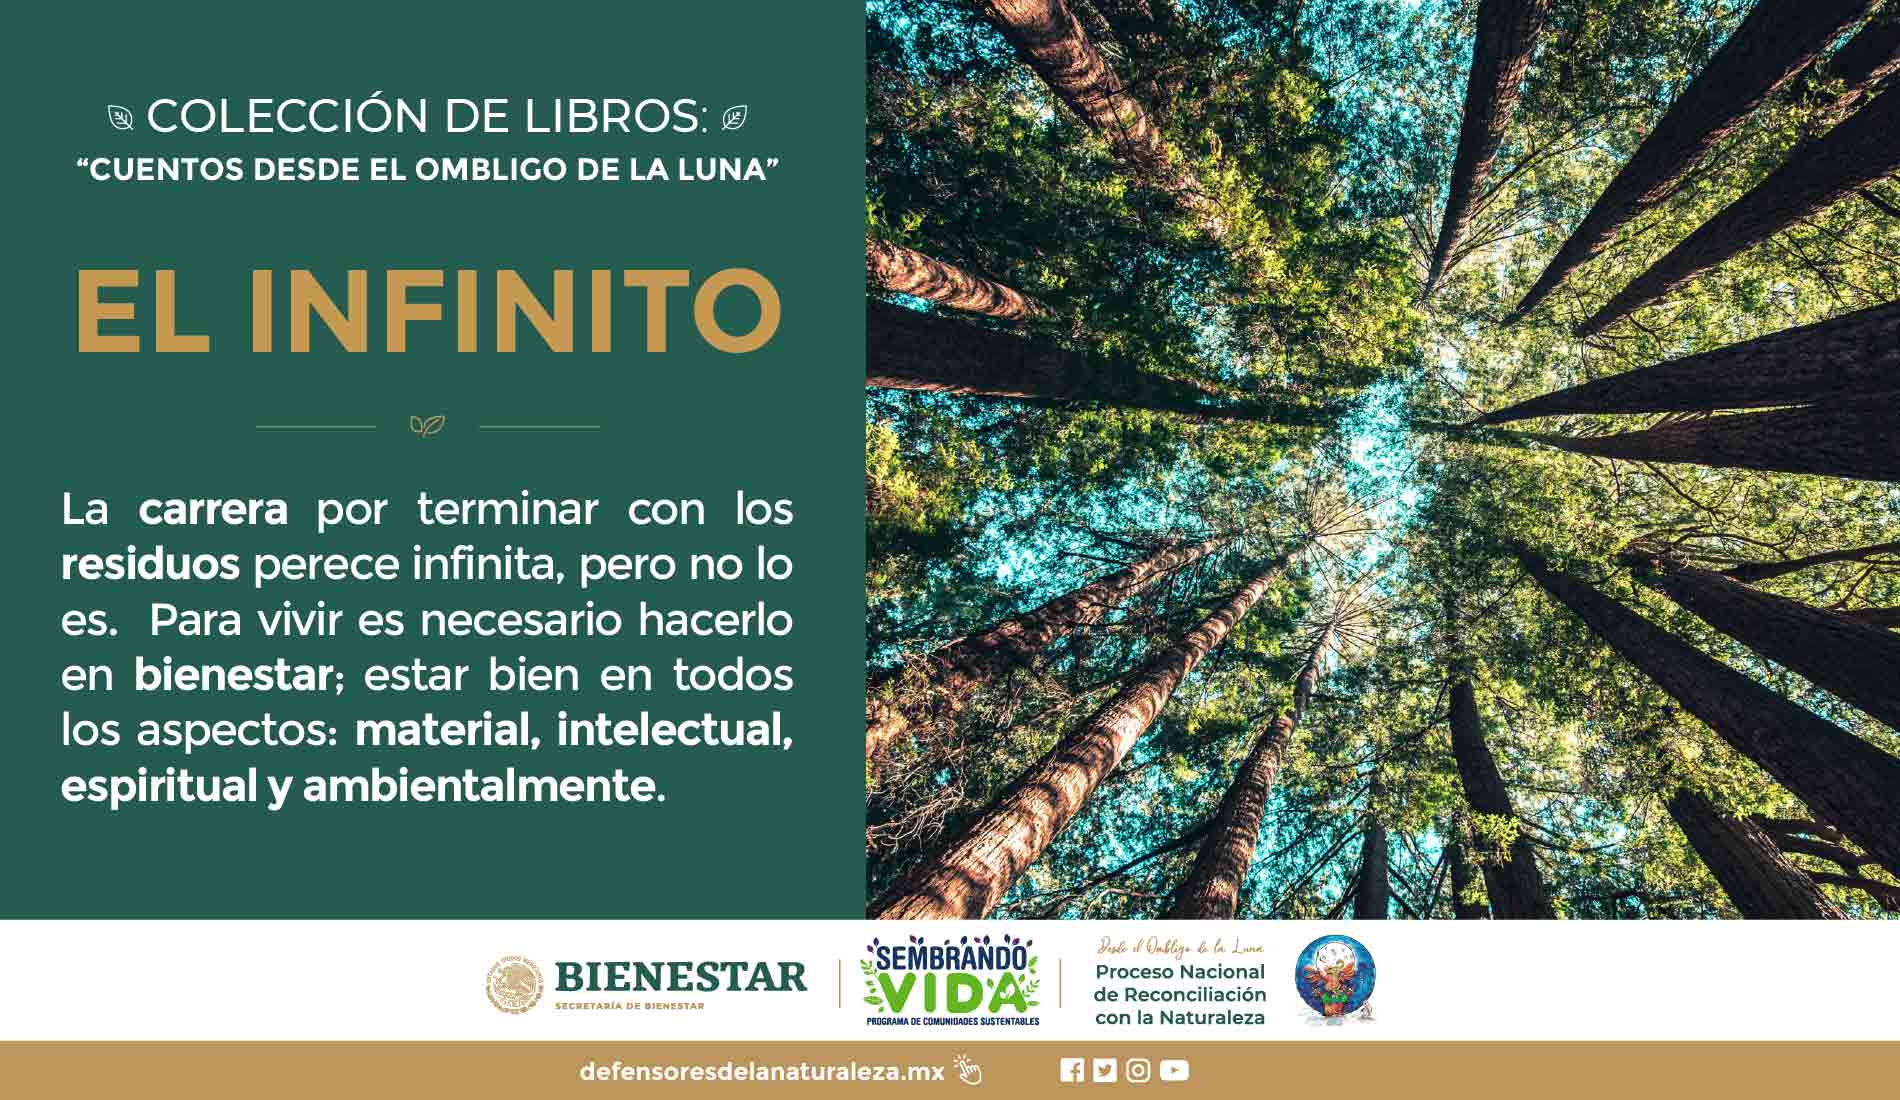 COLECCIÓN DE LIBROS:
“CUENTOS DESDE EL OMBLIGO DE LA LUNA”
EL INFINITO
La carrera por terminar con los
residuos perece infinita, pero no lo
es.  Para vivir es necesario hacerlo
en bienestar; estar bien en todos
los aspectos: material, intelectual,
espiritual y ambientalmente.
BIENESTAR
SECRETARÍA DE BIENESTAR
SEMBRANDO
VIDA
PROGRAMA DE COMUNIDADES SUSTENTABLES
Desde el Ombligo de la Luna
Proceso Nacional
de Reconciliación
con la Naturaleza
defensoresdelanaturaleza.mx